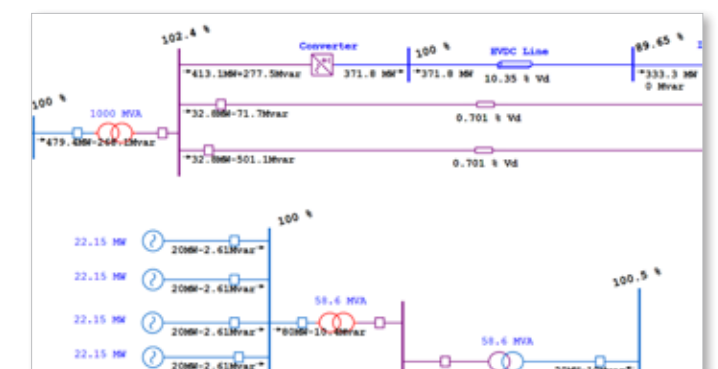 102.4 %
Converter
100 %
HVDC Line
89.65 %
413.1MW+277.5Mvar
371.8 MW
371.8 MW
10.35 % Vd
333.3 MW
0 Mvar
100 %
1000 MVA
32.8MW-71.7Mvar
0.701 % Vd
32.8MW-501.1Mvar
0.701 % Vd
100 %
22.15 MW
20MW-2.61Mvar
22.15 MW
20MW-2.61Mvar
100.5 %
58.6 MVA
22.15 MW
20MW-2.61Mvar
58.6 MVA
22.15 MW
20MW-2.61Mvar